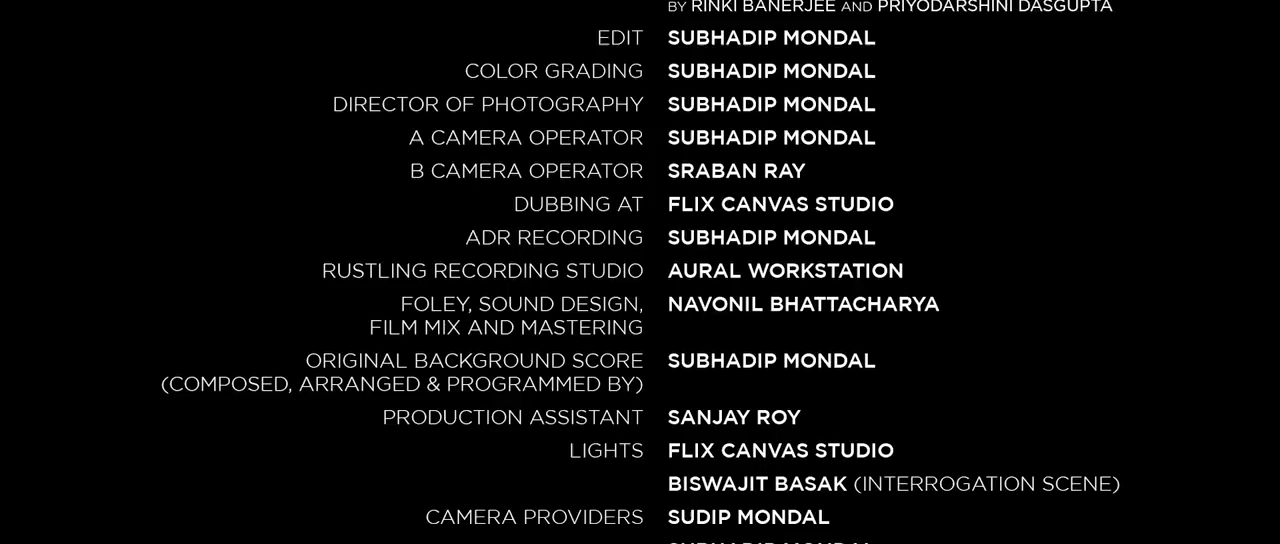 BY RINKI BANERJEE AND PRIYODARSHINI DASGUPTA
EDIT SUBHADIP MONDAL
COLOR GRADING SUBHADIP MONDAL
DIRECTOR OF PHOTOGRAPHY SUBHADIP MONDAL
A CAMERA OPERATOR SUBHADIP MONDAL
B CAMERA OPERATOR SRABAN RAY
DUBBING AT FLIX CANVAS STUDIO
ADR RECORDING SUBHADIP MONDAL
RUSTLING RECORDING STUDIO AURAL WORKSTATION
FOLEY, SOUND DESIGN, NAVONIL BHATTACHARYA
FILM MIX AND MASTERING
ORIGINAL BACKGROUND SCORE SUBHADIP MONDAL
(COMPOSED, ARRANGED & PROGRAMMED BY)
PRODUCTION ASSISTANT SANJAY ROY
LIGHTS FLIX CANVAS STUDIO
BISWAJIT BASAK (INTERROGATION SCENE)
CAMERA PROVIDERS SUDIP MONDAL